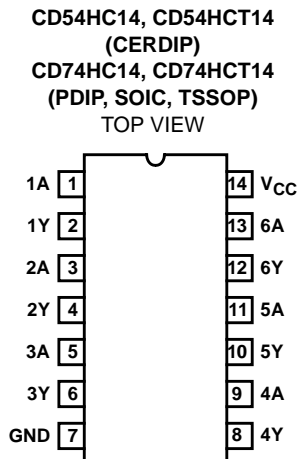 CD54HC14, CD54HCT14
(CERDIP)
CD74HC14, CD74HCT14
(PDIP, SOIC, TSSOP)
TOP VIEW
1A 1 14 VCC
1Y 2 13 6A
2A 3 12 6Y
2Y 4 11 5A
3A 5 10 5Y
3Y 6 9 4A
GND 7 8 4Y